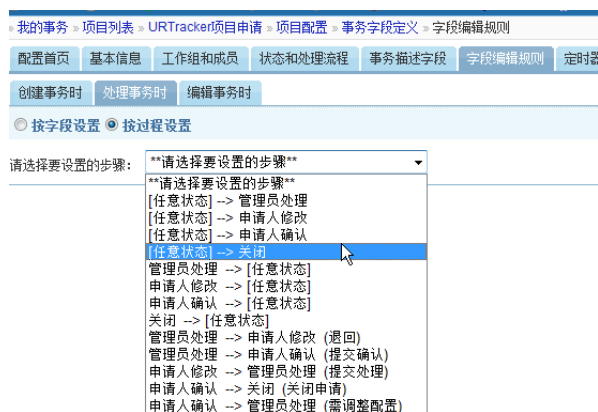 » 我的事务 » 项目列表 » URTracker项目申请 » 项目配置 » 事务字段定义 » 字段编辑规则
配置首页 基本信息 工作组和成员 状态和处理流程 事务描述字段 字段编辑规则 定时器
创建事务时 处理事务时 编辑事务时
按字段设置 按过程设置
请选择要设置的步骤： **请选择要设置的步骤**
**请选择要设置的步骤**
[任意状态] --> 管理员处理
[任意状态] --> 申请人修改
[任意状态] --> 申请人确认
[任意状态] --> 关闭
管理员处理 --> [任意状态]
申请人修改 --> [任意状态]
申请人确认 --> [任意状态]
关闭 --> [任意状态]
管理员处理 --> 申请人修改 (退回)
管理员处理 --> 申请人确认 (提交确认)
申请人修改 --> 管理员处理 (提交处理)
申请人确认 --> 关闭 (关闭申请)
申请人确认 --> 管理员处理 (需调整配置)